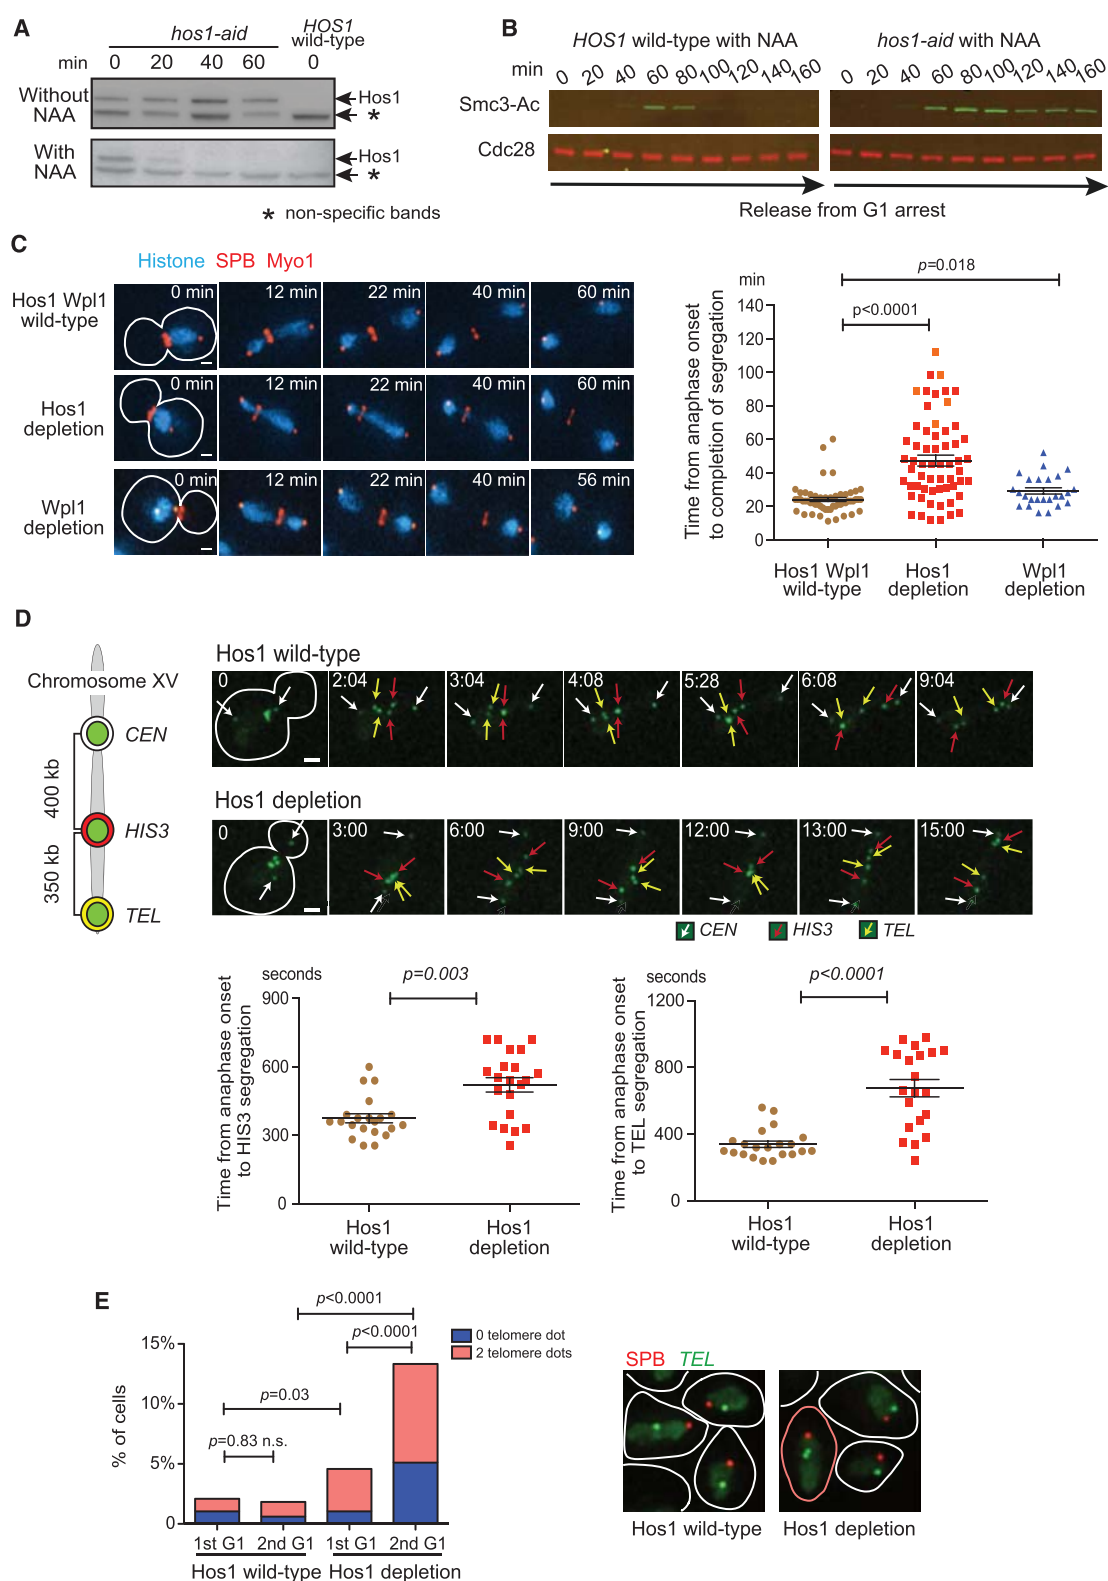 A
hos1-aid
HOS1
wild-type
min 0 20 40 60 0
Without
NAA
Hos1
*
With
NAA
Hos1
*
* non-specific bands
B
HOS1 wild-type with NAA
hos1-aid with NAA
min 0 20 40 60 80 100 120 140 160 0 20 40 60 80 100 120 140 160
Smc3-Ac
Cdc28
Release from G1 arrest
C
Histone SPB Myo1
Hos1 Wpl1
wild-type
0 min 12 min 22 min 40 min 60 min
Hos1
depletion
0 min 12 min 22 min 40 min 60 min
Wpl1
depletion
0 min 12 min 22 min 40 min 56 min
min
p=0.018
p<0.0001
Time from anaphase onset
to completion of segregation
140
120
100
80
60
40
20
0
Hos1 Wpl1
wild-type
Hos1
depletion
Wpl1
depletion
D
Chromosome XV
CEN
HIS3
TEL
400 kb
350 kb
Hos1 wild-type
0 2:04 3:04 4:08 5:28 6:08 9:04
Hos1 depletion
0 3:00 6:00 9:00 12:00 13:00 15:00
CEN HIS3 TEL
seconds
p=0.003
Time from anaphase onset
to HIS3 segregation
900
600
300
0
Hos1
wild-type
Hos1
depletion
seconds
p<0.0001
Time from anaphase onset
to TEL segregation
1200
800
400
0
Hos1
wild-type
Hos1
depletion
E
p<0.0001
p<0.0001
p=0.03
p=0.83 n.s.
0 telomere dot
2 telomere dots
% of cells
15%
10%
5%
0
1st G1 2nd G1 1st G1 2nd G1
Hos1 wild-type Hos1 depletion
SPB TEL
Hos1 wild-type Hos1 depletion